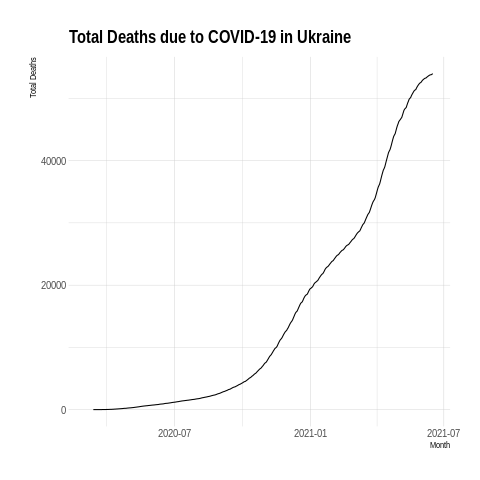 Total Deaths due to COVID-19 in Ukraine
Total Deaths
40000
20000
0
2020-07
2021-01
2021-07
Month